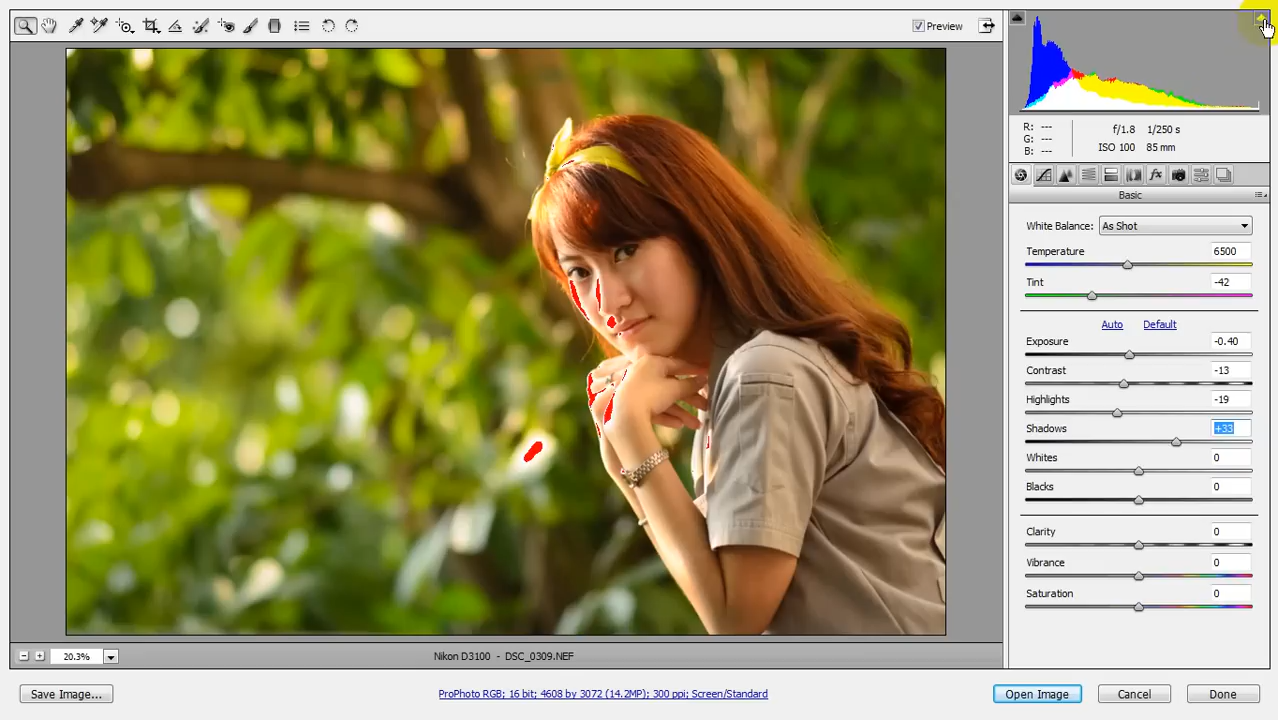 Preview
R: ---
G: ---
B: ---
f/1.8 1/250 s
ISO 100 85 mm
fx
Basic
White Balance: As Shot
Temperature 6500
Tint -42
Auto Default
Exposure -0.40
Contrast -13
Highlights -19
Shadows +33
Whites 0
Blacks 0
Clarity 0
Vibrance 0
Saturation 0
20.3%
Nikon D3100 - DSC_0309.NEF
Save Image...
ProPhoto RGB; 16 bit; 4608 by 3072 (14.2MP); 300 ppi; Screen/Standard
Open Image
Cancel
Done